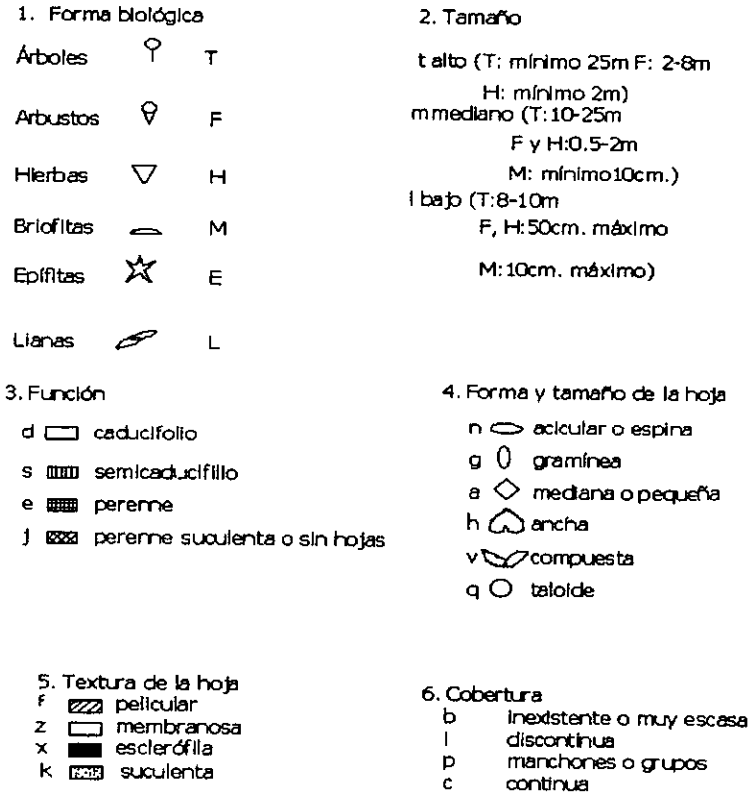 1. Forma biológica
Árboles T
Arbustos F
Hierbas H
Briofitas M
Epífitas E
Lianas L
2. Tamaño
t alto (T: mínimo 25m F: 2-8m
H: mínimo 2m)
m mediano (T:10-25m
F y H:0.5-2m
M: mínimo10cm.)
l bajo (T:8-10m
F, H:50cm. máximo
M:10cm. máximo)
3. Función
d caducifolio
s semicaducifillo
e perenne
j perenne suculenta o sin hojas
4. Forma y tamaño de la hoja
n acicular o espina
g gramínea
a mediana o pequeña
h ancha
v compuesta
q taloide
5. Textura de la hoja
f pelicular
z membranosa
x esclerófila
k suculenta
6. Cobertura
b inexistente o muy escasa
i discontinua
p manchones o grupos
c continua